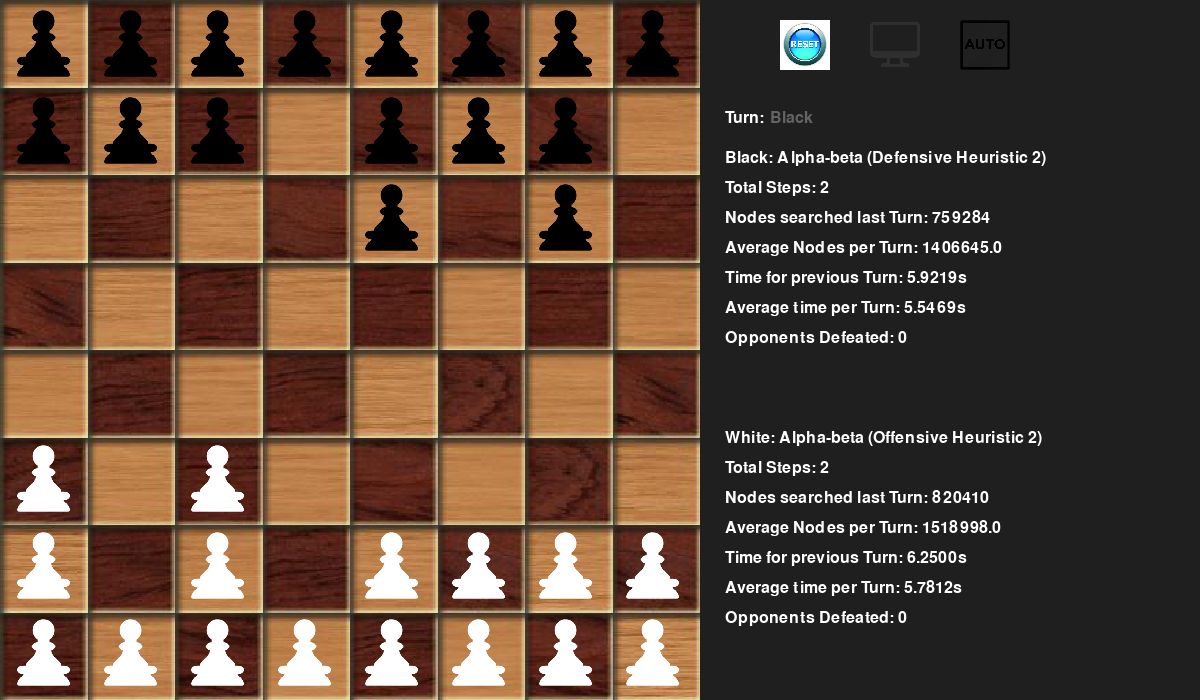 RESET
AUTO
Turn: Black
Black: Alpha-beta (Defensive Heuristic 2)
Total Steps: 2
Nodes searched last Turn: 759284
Average Nodes per Turn: 1406645.0
Time for previous Turn: 5.9219s
Average time per Turn: 5.5469s
Opponents Defeated: 0
White: Alpha-beta (Offensive Heuristic 2)
Total Steps: 2
Nodes searched last Turn: 820410
Average Nodes per Turn: 1518998.0
Time for previous Turn: 6.2500s
Average time per Turn: 5.7812s
Opponents Defeated: 0